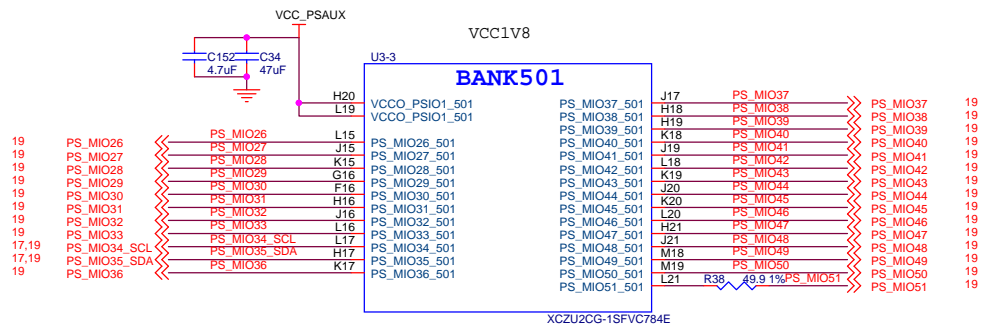 VCC_PSAUX
VCC1V8
C152 C34
4.7uF 47uF
U3-3
BANK501
H20 VCCO_PSIO1_501
L19 VCCO_PSIO1_501
19 PS_MIO26 PS_MIO26 L15 PS_MIO26_501
19 PS_MIO27 PS_MIO27 J15 PS_MIO27_501
19 PS_MIO28 PS_MIO28 K15 PS_MIO28_501
19 PS_MIO29 PS_MIO29 G16 PS_MIO29_501
19 PS_MIO30 PS_MIO30 F16 PS_MIO30_501
19 PS_MIO31 PS_MIO31 H16 PS_MIO31_501
19 PS_MIO32 PS_MIO32 J16 PS_MIO32_501
19 PS_MIO33 PS_MIO33 L16 PS_MIO33_501
17,19 PS_MIO34_SCL PS_MIO34_SCL L17 PS_MIO34_501
17,19 PS_MIO35_SDA PS_MIO35_SDA H17 PS_MIO35_501
19 PS_MIO36 PS_MIO36 K17 PS_MIO36_501
PS_MIO37_501 J17 PS_MIO37 PS_MIO37 19
PS_MIO38_501 H18 PS_MIO38 PS_MIO38 19
PS_MIO39_501 H19 PS_MIO39 PS_MIO39 19
PS_MIO40_501 K18 PS_MIO40 PS_MIO40 19
PS_MIO41_501 J19 PS_MIO41 PS_MIO41 19
PS_MIO42_501 L18 PS_MIO42 PS_MIO42 19
PS_MIO43_501 K19 PS_MIO43 PS_MIO43 19
PS_MIO44_501 J20 PS_MIO44 PS_MIO44 19
PS_MIO45_501 K20 PS_MIO45 PS_MIO45 19
PS_MIO46_501 L20 PS_MIO46 PS_MIO46 19
PS_MIO47_501 H21 PS_MIO47 PS_MIO47 19
PS_MIO48_501 J21 PS_MIO48 PS_MIO48 19
PS_MIO49_501 M18 PS_MIO49 PS_MIO49 19
PS_MIO50_501 M19 PS_MIO50 PS_MIO50 19
PS_MIO51_501 L21 R38 49.9 1% PS_MIO51 PS_MIO51 19
XCZU2CG-1SFVC784E